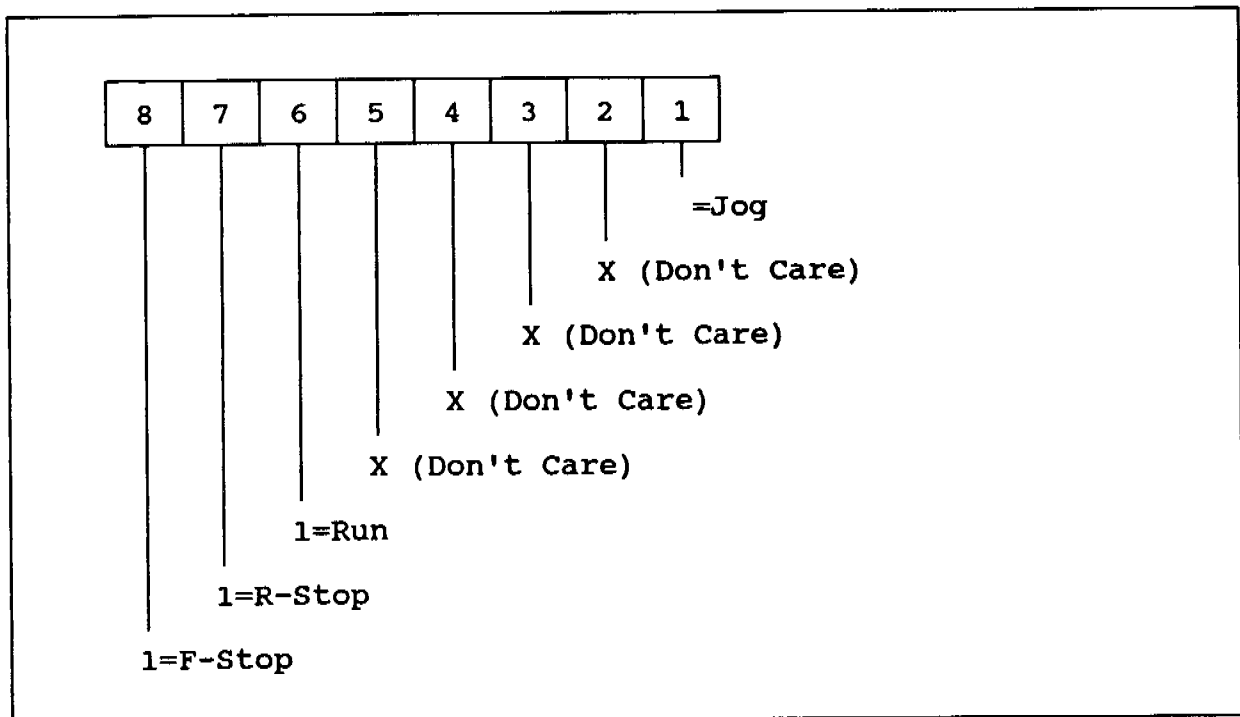 8 7 6 5 4 3 2 1
=Jog
X (Don't Care)
X (Don't Care)
X (Don't Care)
X (Don't Care)
1=Run
1=R-Stop
1=F-Stop